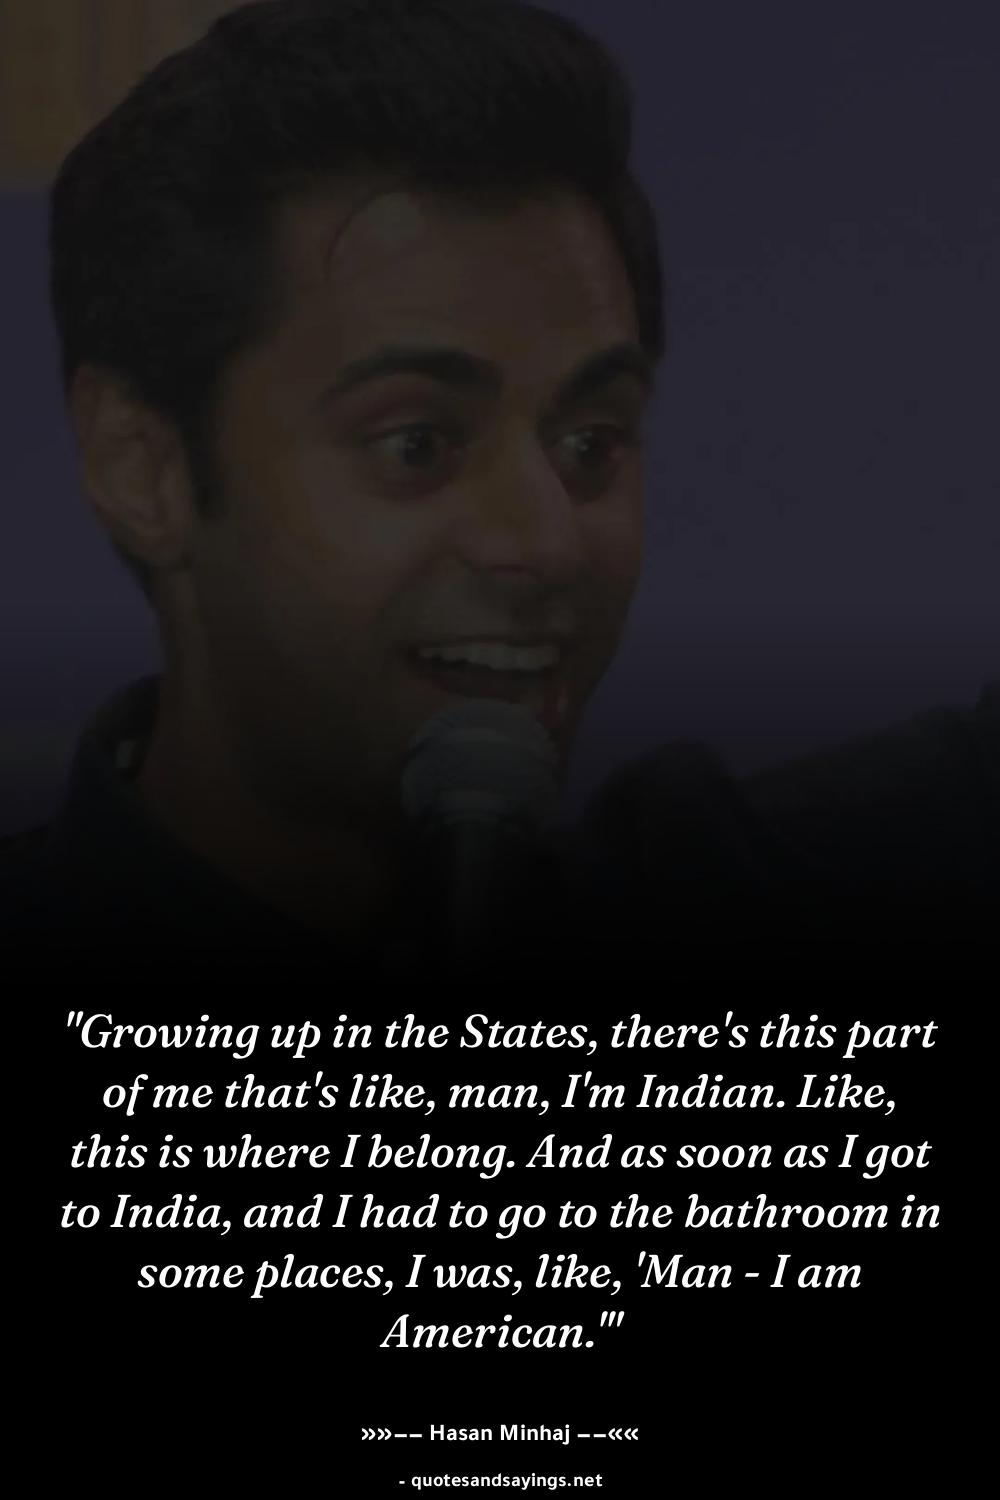 "Growing up in the States, there's this part
of me that's like, man, I'm Indian. Like,
this is where I belong. And as soon as I got
to India, and I had to go to the bathroom in
some places, I was, like, 'Man - I am
American.'"
»»−− Hasan Minhaj −−««
- quotesandsayings.net